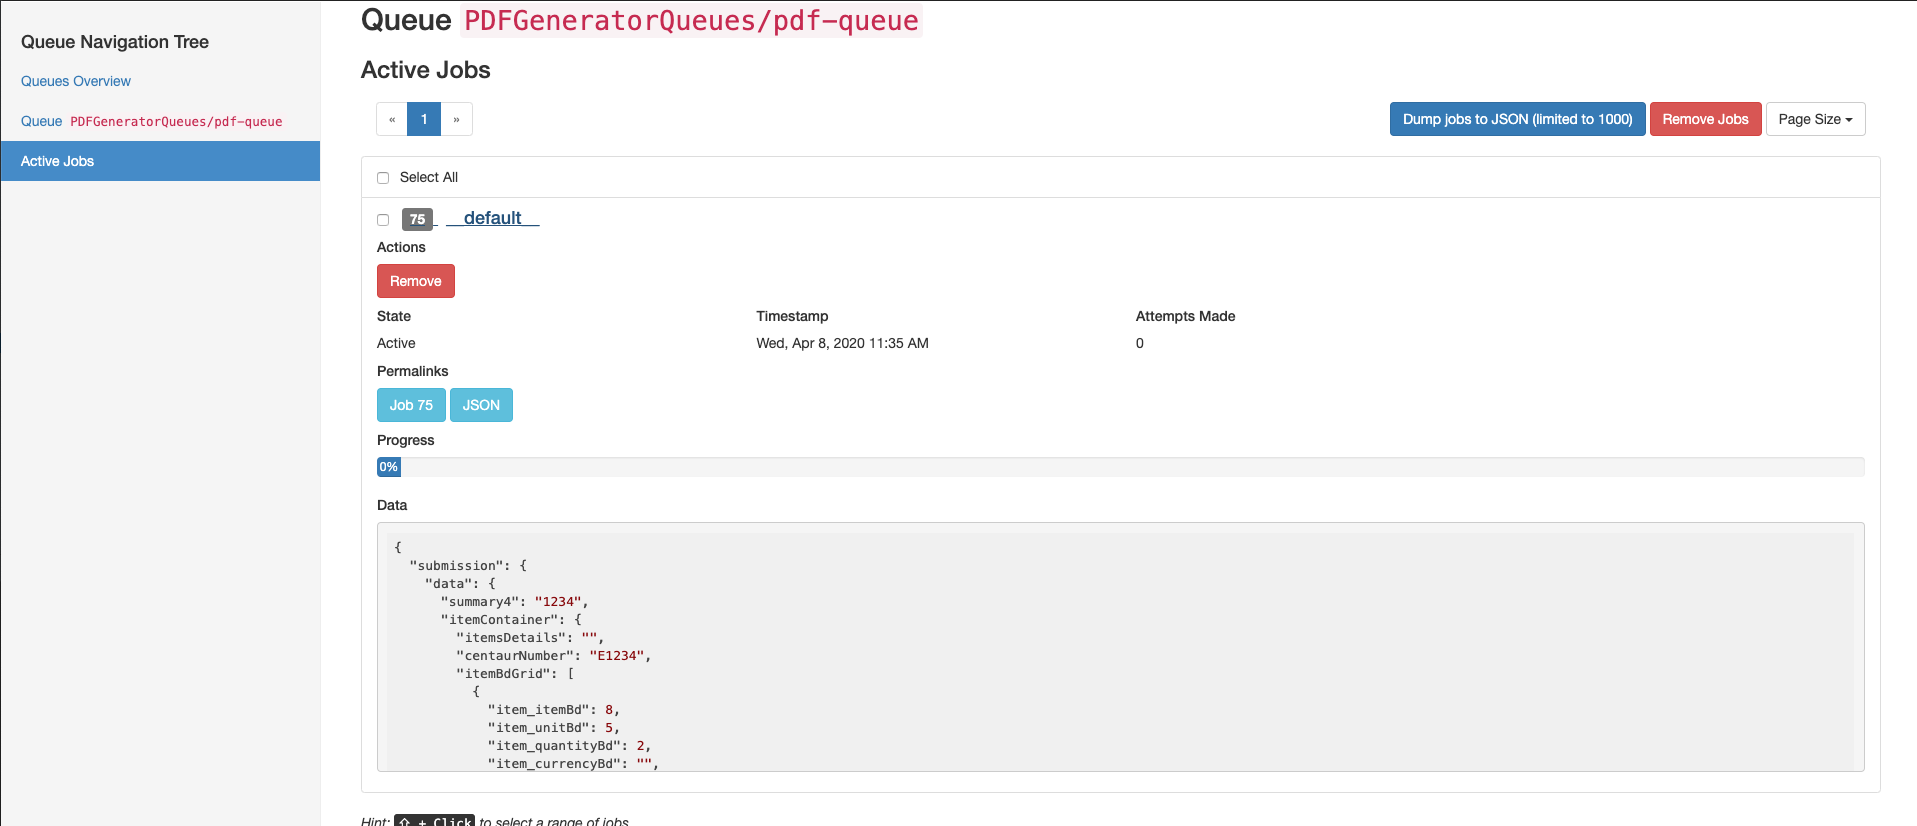 Queue Navigation Tree
Queues Overview
Queue PDFGeneratorQueues/pdf-queue
Active Jobs
Queue PDFGeneratorQueues/pdf-queue
Active Jobs
« 1 »
Dump jobs to JSON (limited to 1000) Remove Jobs Page Size
Select All
75 __default__
Actions
Remove
State Timestamp Attempts Made
Active Wed, Apr 8, 2020 11:35 AM 0
Permalinks
Job 75 JSON
Progress
0%
Data
{
"submission": {
"data": {
"summary4": "1234",
"itemContainer": {
"itemsDetails": "",
"centaurNumber": "E1234",
"itemBdGrid": [
{
"item_itemBd": 8,
"item_unitBd": 5,
"item_quantityBd": 2,
"item_currencyBd": "",
Hint: ⇧ + Click to select a range of jobs